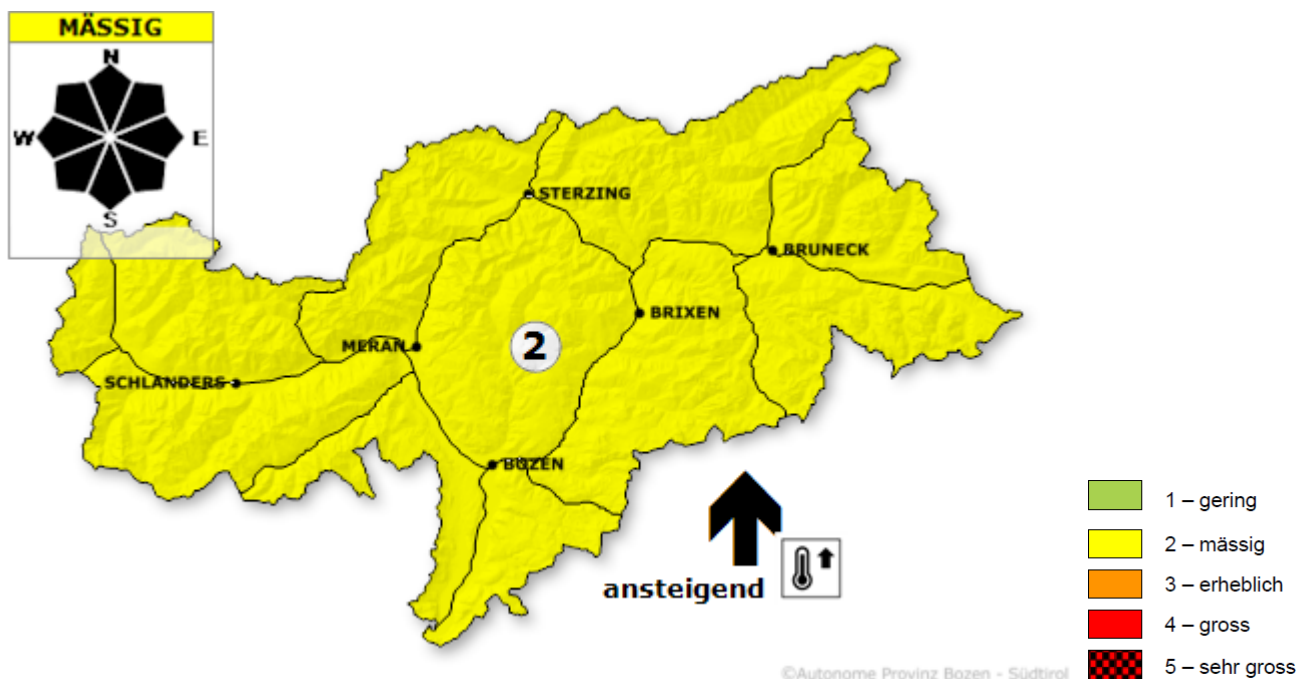 MÄSSIG
N
W
E
S
STERZING
BRUNECK
BRIXEN
2
MERAN
SCHLANDERS
BOZEN
ansteigend
1 – gering
2 – mässig
3 – erheblich
4 – gross
5 – sehr gross
©Autonome Provinz Bozen - Südtirol